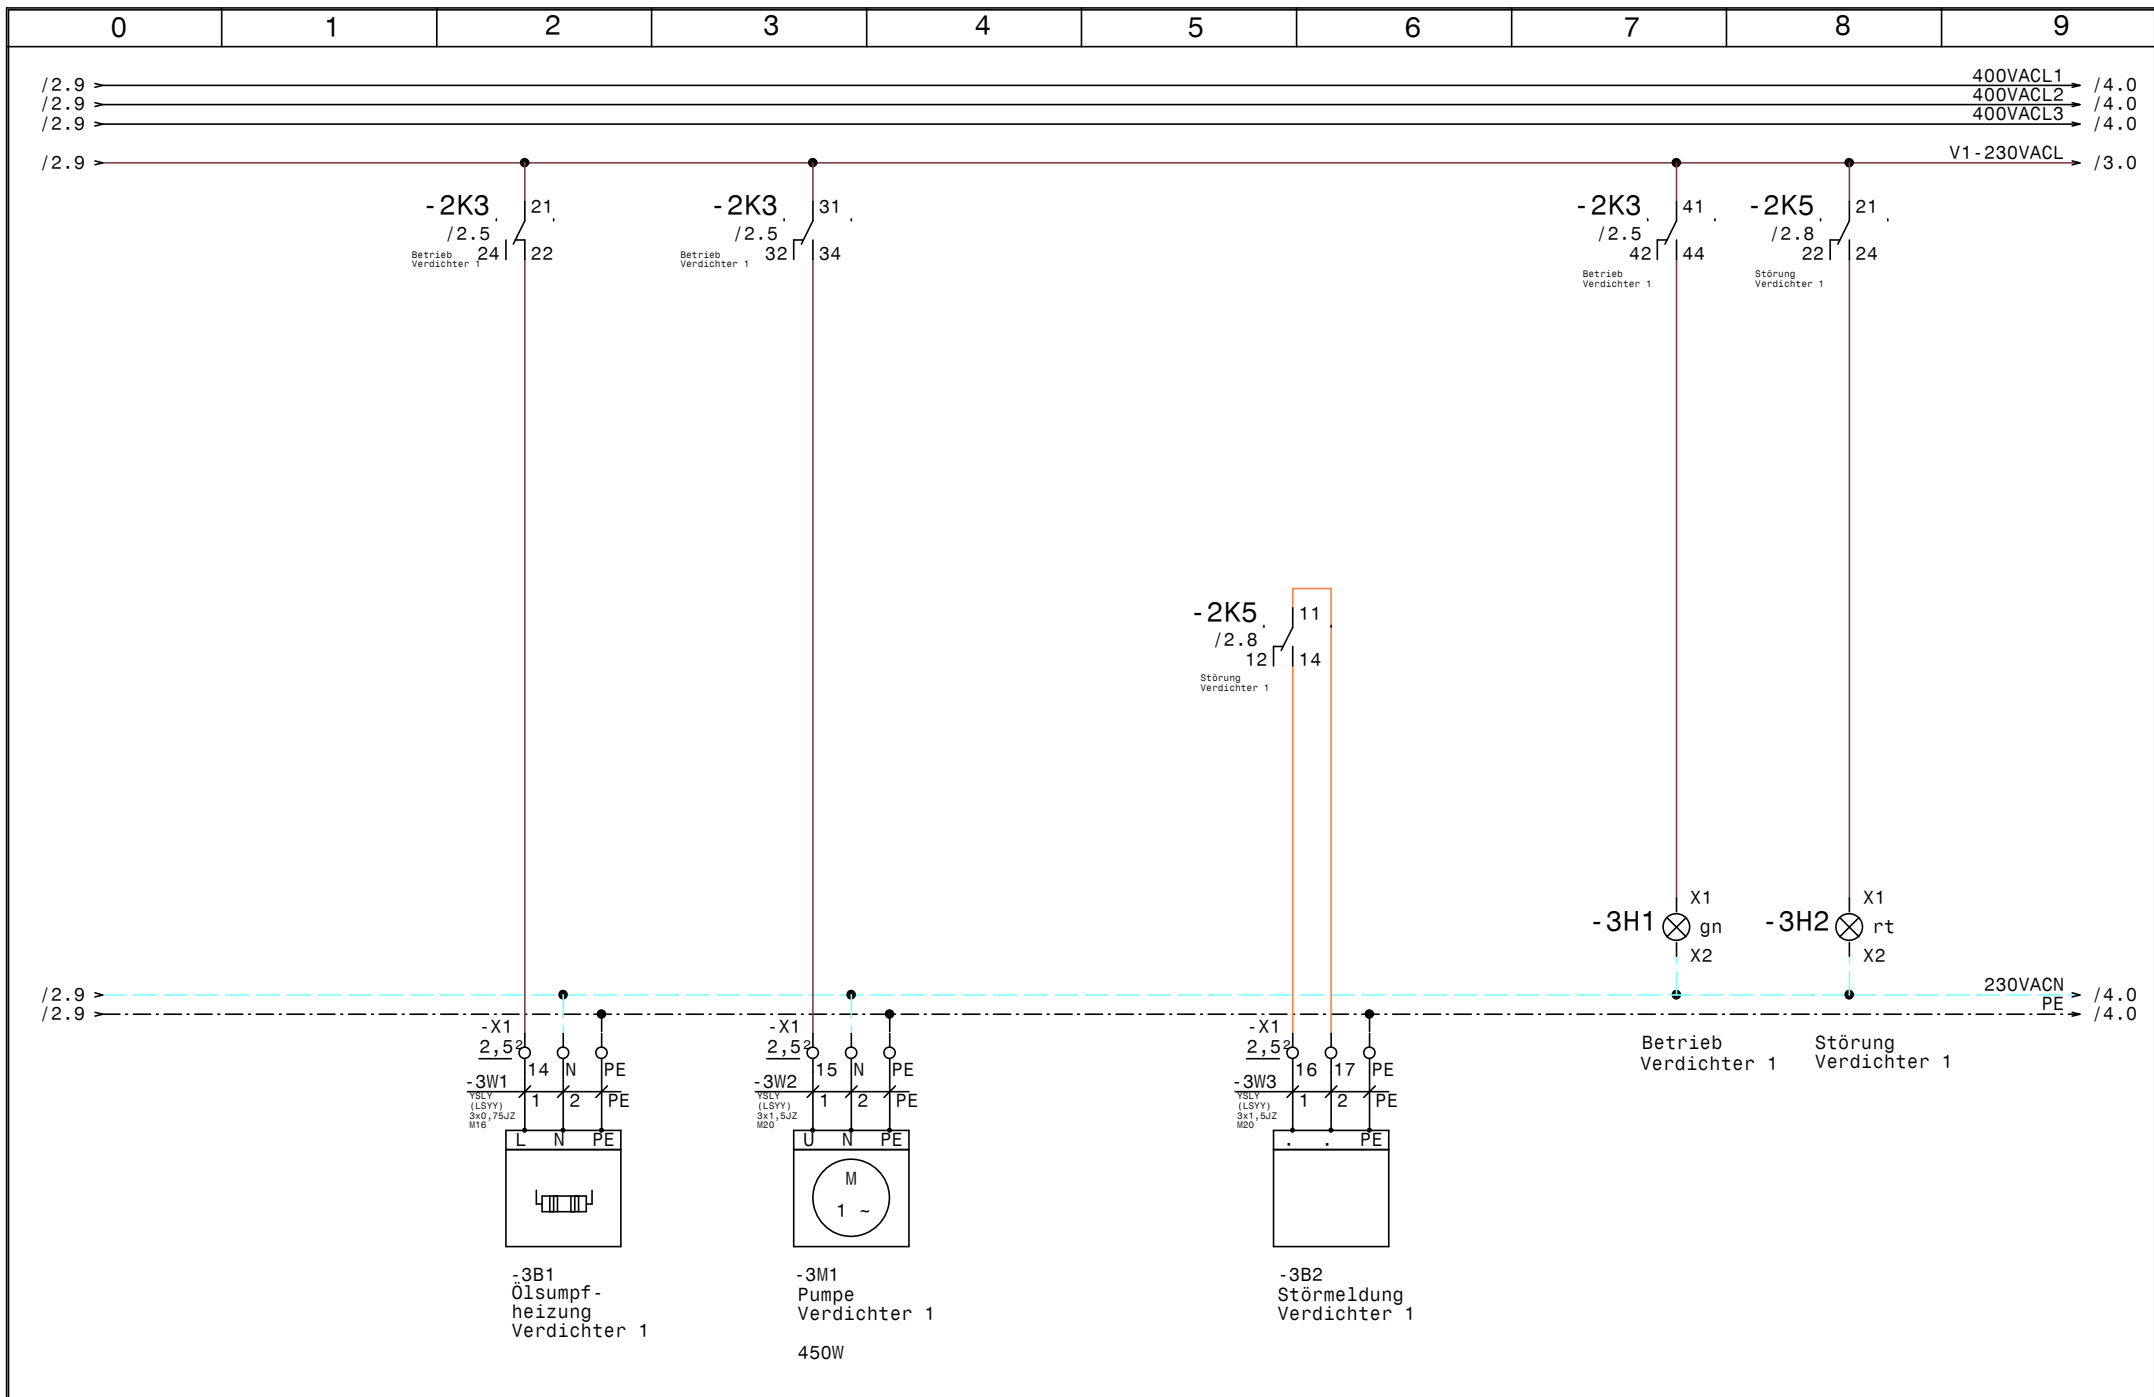 0 1 2 3 4 5 6 7 8 9
/2.9 400VACL1 /4.0
/2.9 400VACL2 /4.0
/2.9 400VACL3 /4.0
/2.9 V1-230VACL /3.0
-2K3 21
/2.5
24 22
Betrieb
Verdichter 1
-2K3 31
/2.5
32 34
Betrieb
Verdichter 1
-2K3 41
/2.5
42 44
Betrieb
Verdichter 1
-2K5 21
/2.8
22 24
Störung
Verdichter 1
-2K5 11
/2.8
12 14
Störung
Verdichter 1
X1
-3H1 gn
X2
X1
-3H2 rt
X2
/2.9 230VACN /4.0
/2.9 PE /4.0
Betrieb
Verdichter 1
Störung
Verdichter 1
-X1
2,5²
14 N PE
-3W1
YSLY
(LSYY)
3x0,75JZ
M16
1 2 PE
L N PE
-3B1
Ölsumpf-
heizung
Verdichter 1
-X1
2,5²
15 N PE
-3W2
YSLY
(LSYY)
3x1,5JZ
M20
1 2 PE
U N PE
M
1 ~
-3M1
Pumpe
Verdichter 1
450W
-X1
2,5²
16 17 PE
-3W3
YSLY
(LSYY)
3x1,5JZ
M20
1 2 PE
. . PE
-3B2
Störmeldung
Verdichter 1